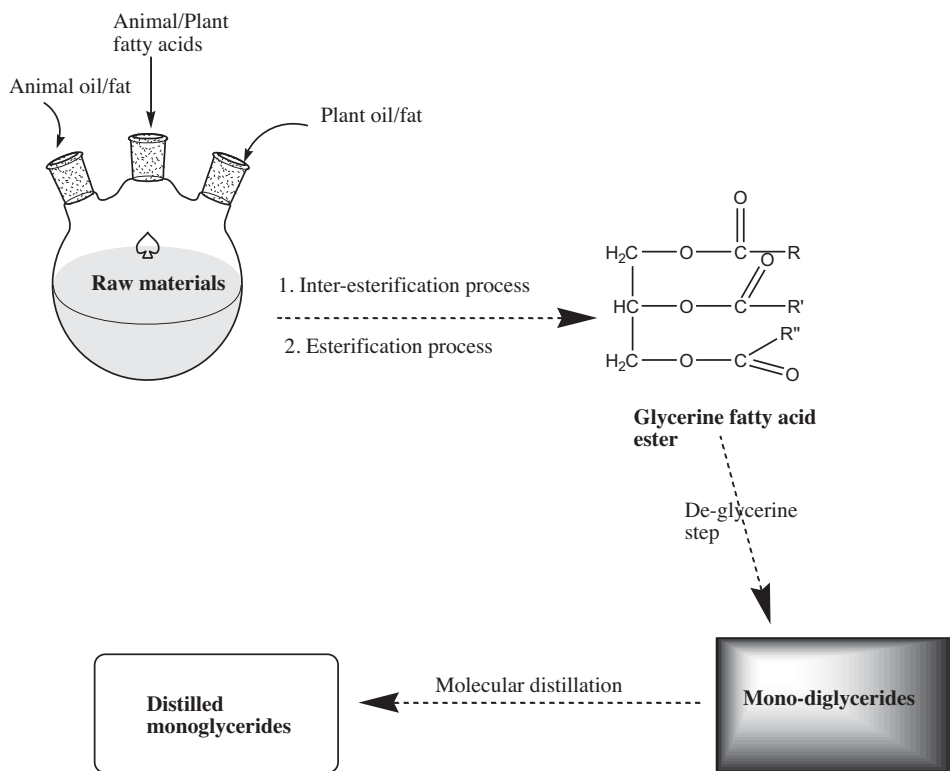 Animal/Plant
fatty acids
Animal oil/fat
Plant oil/fat
Raw materials
1. Inter-esterification process
2. Esterification process
O
H2C O C R
O
HC O C R'
R"
H2C O C
O
Glycerine fatty acid
ester
De-glycerine
step
Mono-diglycerides
Molecular distillation
Distilled
monoglycerides